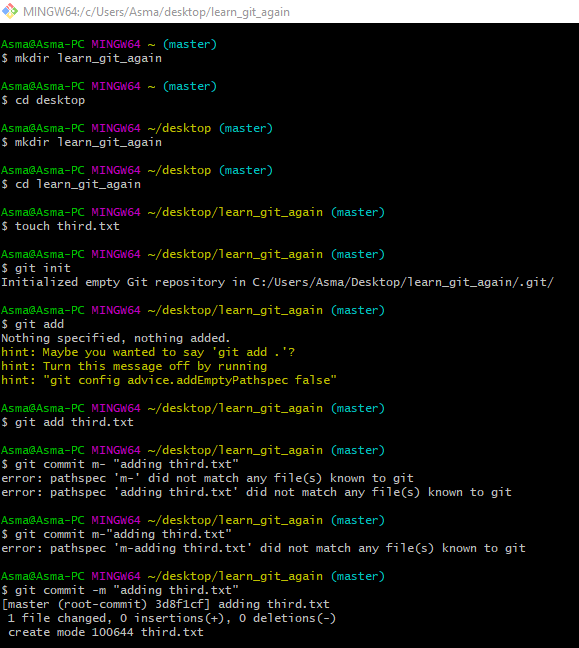 MINGW64:/c/Users/Asma/desktop/learn_git_again
Asma@Asma-PC MINGW64 ~ (master)
$ mkdir learn_git_again
Asma@Asma-PC MINGW64 ~ (master)
$ cd desktop
Asma@Asma-PC MINGW64 ~/desktop (master)
$ mkdir learn_git_again
Asma@Asma-PC MINGW64 ~/desktop (master)
$ cd learn_git_again
Asma@Asma-PC MINGW64 ~/desktop/learn_git_again (master)
$ touch third.txt
Asma@Asma-PC MINGW64 ~/desktop/learn_git_again (master)
$ git init
Initialized empty Git repository in C:/Users/Asma/Desktop/learn_git_again/.git/
Asma@Asma-PC MINGW64 ~/desktop/learn_git_again (master)
$ git add
Nothing specified, nothing added.
hint: Maybe you wanted to say 'git add .'?
hint: Turn this message off by running
hint: "git config advice.addEmptyPathspec false"
Asma@Asma-PC MINGW64 ~/desktop/learn_git_again (master)
$ git add third.txt
Asma@Asma-PC MINGW64 ~/desktop/learn_git_again (master)
$ git commit m- "adding third.txt"
error: pathspec 'm-' did not match any file(s) known to git
error: pathspec 'adding third.txt' did not match any file(s) known to git
Asma@Asma-PC MINGW64 ~/desktop/learn_git_again (master)
$ git commit m-"adding third.txt"
error: pathspec 'm-adding third.txt' did not match any file(s) known to git
Asma@Asma-PC MINGW64 ~/desktop/learn_git_again (master)
$ git commit -m "adding third.txt"
[master (root-commit) 3d8f1cf] adding third.txt
1 file changed, 0 insertions(+), 0 deletions(-)
create mode 100644 third.txt